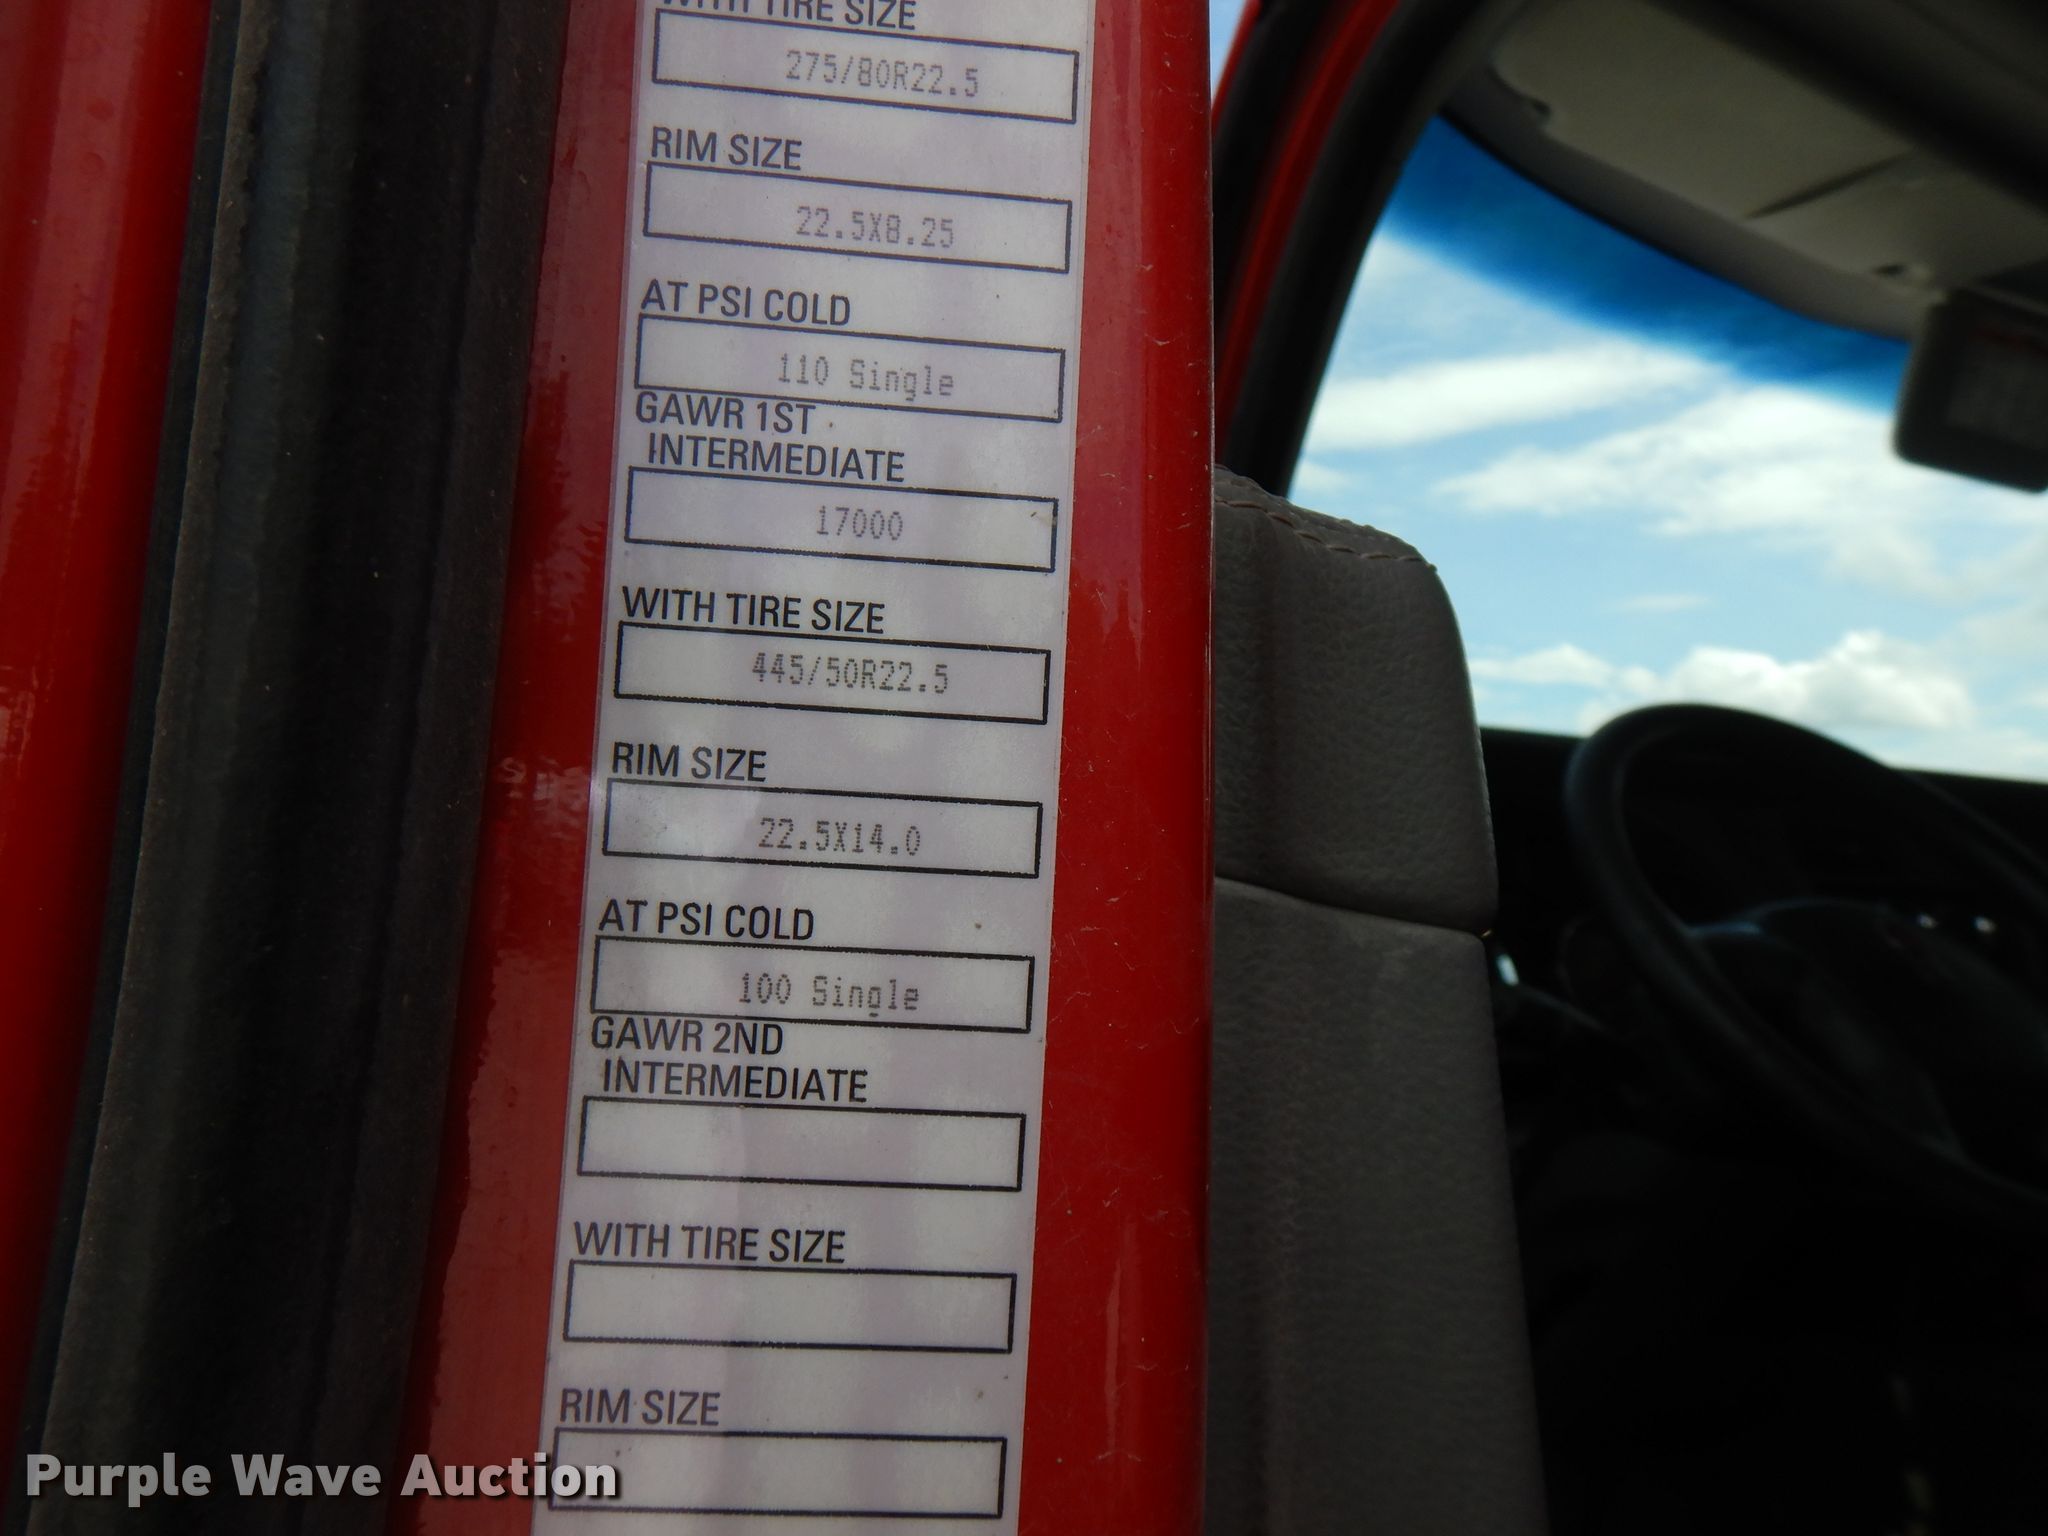 WITH TIRE SIZE
275/80R22.5
RIM SIZE
22.5X8.25
AT PSI COLD
110 Single
GAWR 1ST
INTERMEDIATE
17000
WITH TIRE SIZE
445/50R22.5
RIM SIZE
22.5X14.0
AT PSI COLD
100 Single
GAWR 2ND
INTERMEDIATE
WITH TIRE SIZE
RIM SIZE
Purple Wave Auction